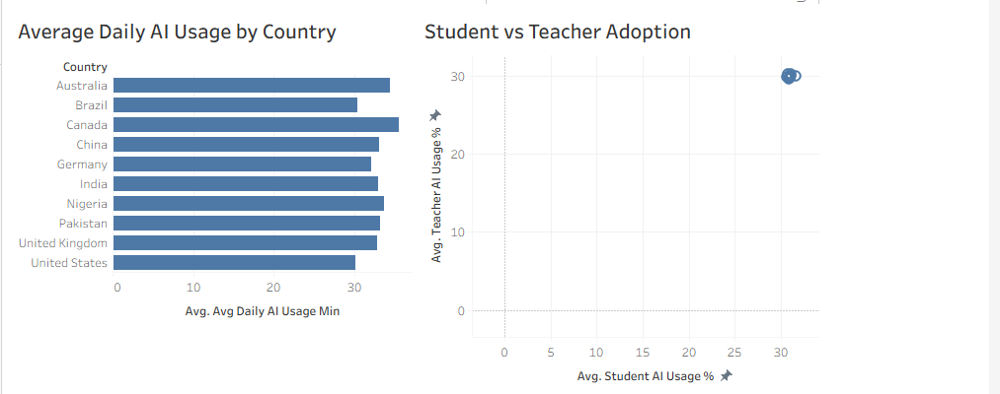 Average Daily AI Usage by Country
Country
Australia
Brazil
Canada
China
Germany
India
Nigeria
Pakistan
United Kingdom
United States
0 10 20 30
Avg. Avg Daily AI Usage Min
Student vs Teacher Adoption
Avg. Teacher AI Usage %
30
20
10
0
0 5 10 15 20 25 30
Avg. Student AI Usage %